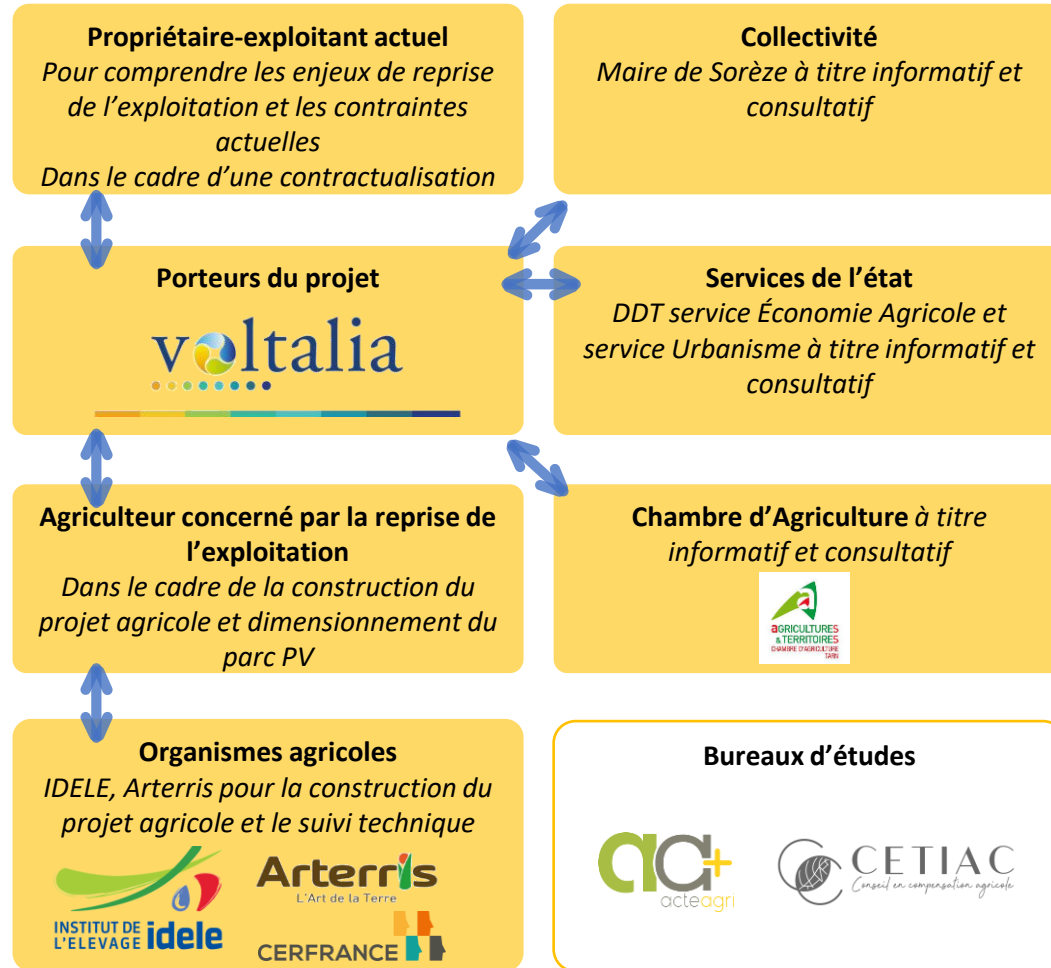 Propriétaire-exploitant actuel
Pour comprendre les enjeux de reprise
de l’exploitation et les contraintes
actuelles
Dans le cadre d’une contractualisation
Collectivité
Maire de Sorèze à titre informatif et
consultatif
Porteurs du projet
voltalia
Services de l’état
DDT service Économie Agricole et
service Urbanisme à titre informatif et
consultatif
Agriculteur concerné par la reprise de
l’exploitation
Dans le cadre de la construction du
projet agricole et dimensionnement du
parc PV
Chambre d’Agriculture à titre
informatif et consultatif
aGRICULTURES
& TERRITOIRES
CHAMBRE D'AGRICULTURE
TARN
Organismes agricoles
IDELE, Arterris pour la construction du
projet agricole et le suivi technique
INSTITUT DE
L'ELEVAGE idele
Arterris
L'Art de la Terre
CERFRANCE
Bureaux d’études
aa+
acteagri
CETIAC
Conseil en compensation agricole